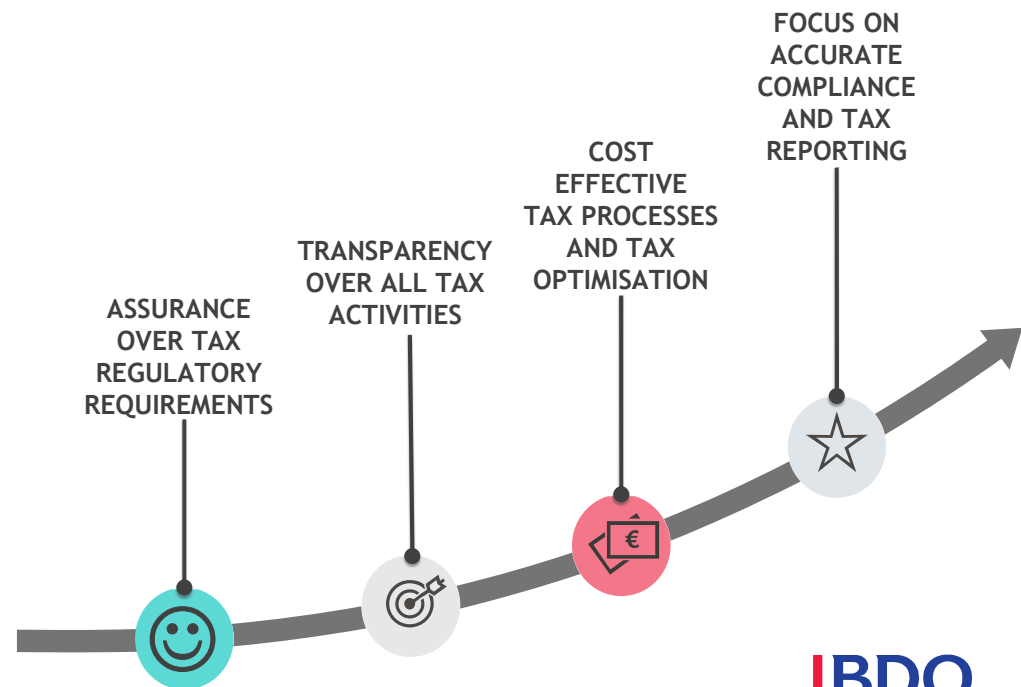 ASSURANCE
OVER TAX
REGULATORY
REQUIREMENTS
TRANSPARENCY
OVER ALL TAX
ACTIVITIES
COST
EFFECTIVE
TAX PROCESSES
AND TAX
OPTIMISATION
€
FOCUS ON
ACCURATE
COMPLIANCE
AND TAX
REPORTING
BDO